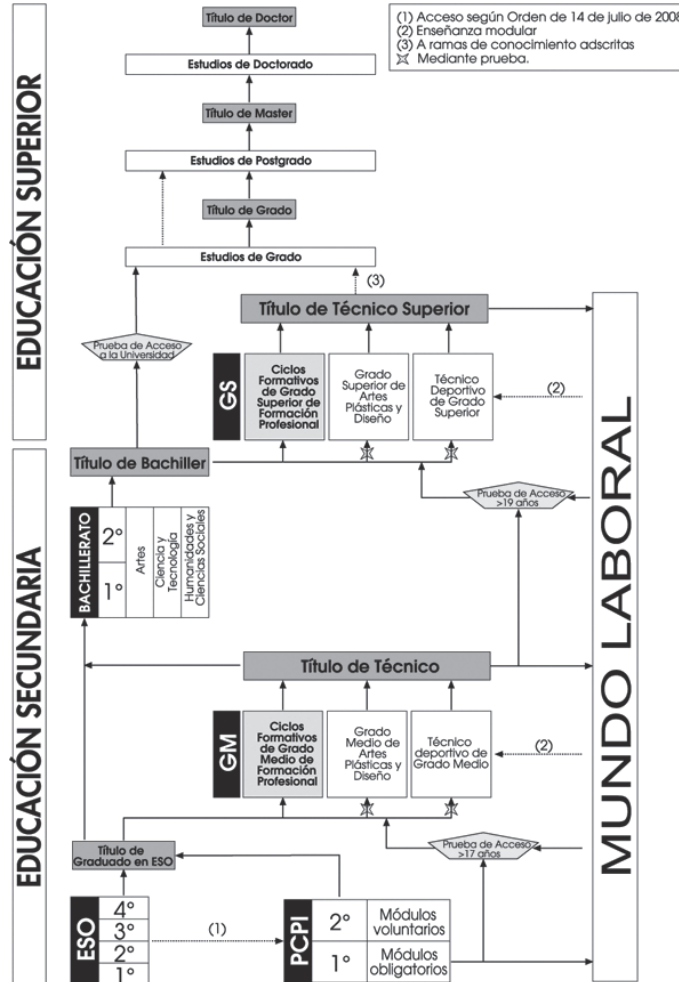 (1) Acceso según Orden de 14 de julio de 2008
(2) Enseñanza modular
(3) A ramas de conocimiento adscritas
Mediante prueba.
EDUCACIÓN SUPERIOR
Título de Doctor
Estudios de Doctorado
Título de Master
Estudios de Postgrado
Título de Grado
Estudios de Grado
(3)
Título de Técnico Superior
Prueba de Acceso
a la Universidad
GS
Ciclos
Formativos
de Grado
Superior de
Formación
Profesional
Grado
Superior de
Artes
Plásticas y
Diseño
Técnico
Deportivo
de Grado
Superior
(2)
MUNDO LABORAL
EDUCACIÓN SECUNDARIA
Título de Bachiller
Prueba de Acceso
>19 años
BACHILLERATO
2º
1º
Artes
Ciencia y
Tecnología
Humanidades y
Ciencias Sociales
Título de Técnico
GM
Ciclos
Formativos
de Grado
Medio de
Formación
Profesional
Grado
Medio de
Artes
Plásticas y
Diseño
Técnico
deportivo de
Grado Medio
(2)
Título de
Graduado en ESO
Prueba de Acceso
>17 años
ESO
4º
3º
2º
1º
(1)
PCPI
2º
Módulos
voluntarios
1º
Módulos
obligatorios